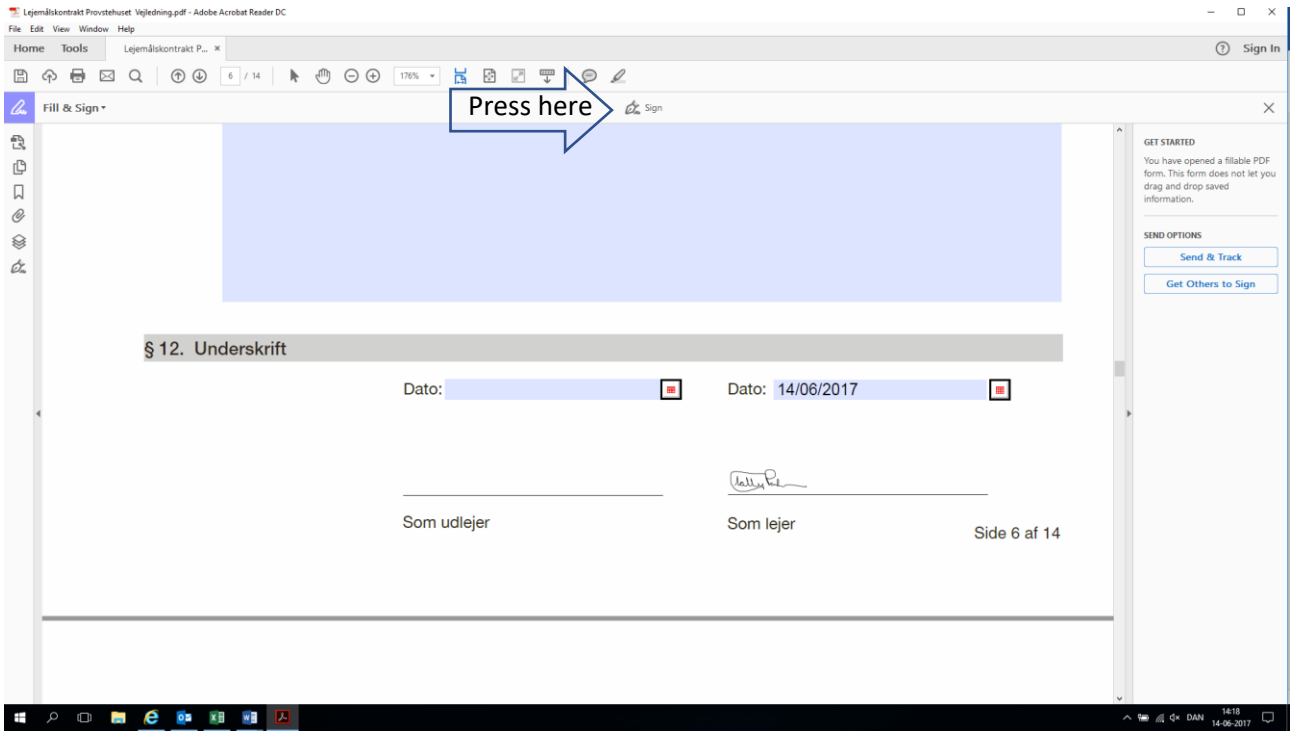 Lejemålskontrakt Provstehuset Vejledning.pdf - Adobe Acrobat Reader DC
File Edit View Window Help
Home Tools Lejemålskontrakt P... × Sign In
6 / 14 176%
Fill & Sign Press here Sign
GET STARTED
You have opened a fillable PDF
form. This form does not let you
drag and drop saved
information.
SEND OPTIONS
Send & Track
Get Others to Sign
§ 12. Underskrift
Dato: Dato: 14/06/2017
Som udlejer Som lejer
Side 6 af 14
DAN 14:18
14-06-2017